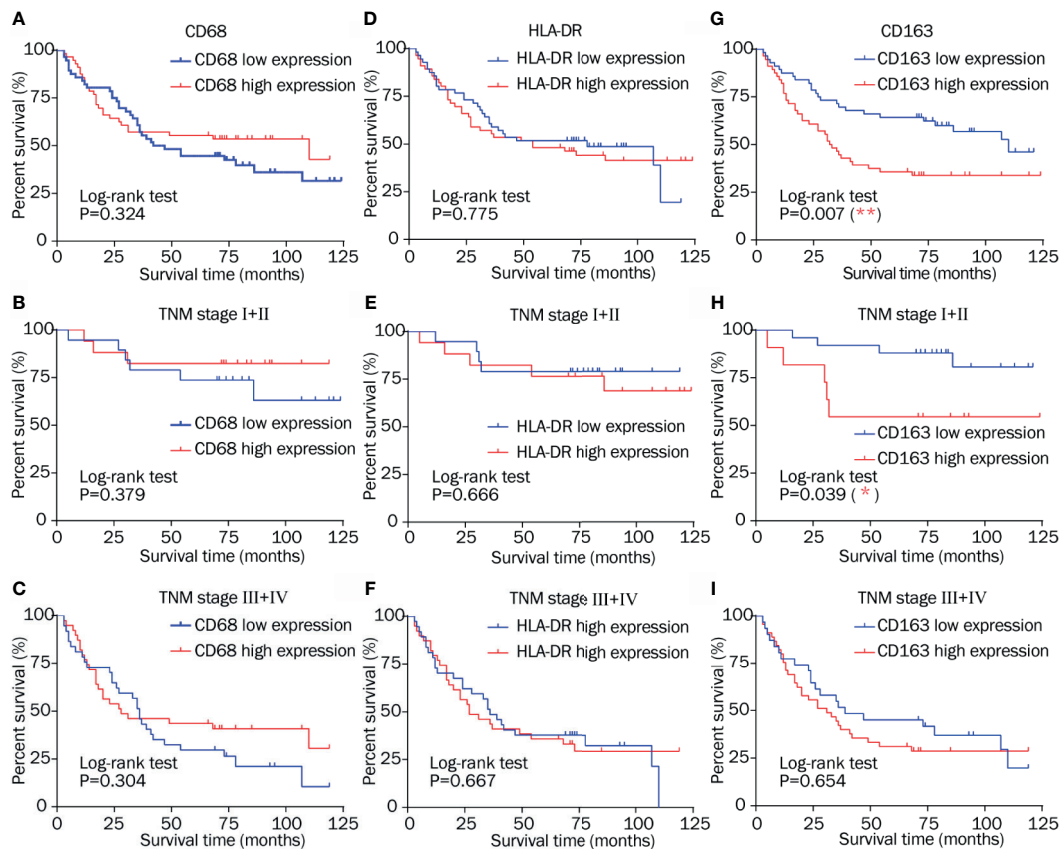 A
CD68
Percent survival (%)
100
75
50
25
0
CD68 low expression
CD68 high expression
Log-rank test
P=0.324
0 25 50 75 100 125
Survival time (months)
D
HLA-DR
Percent survival (%)
100
75
50
25
0
HLA-DR low expression
HLA-DR high expression
Log-rank test
P=0.775
0 25 50 75 100 125
Survival time (months)
G
CD163
Percent survival (%)
100
75
50
25
0
CD163 low expression
CD163 high expression
Log-rank test
P=0.007 (**)
0 25 50 75 100 125
Survival time (months)
B
TNM stage I+II
Percent survival (%)
100
75
50
25
0
CD68 low expression
CD68 high expression
Log-rank test
P=0.379
0 25 50 75 100 125
Survival time (months)
E
TNM stage I+II
Percent survival (%)
100
75
50
25
0
HLA-DR low expression
HLA-DR high expression
Log-rank test
P=0.666
0 25 50 75 100 125
Survival time (months)
H
TNM stage I+II
Percent survival (%)
100
75
50
25
0
CD163 low expression
CD163 high expression
Log-rank test
P=0.039 (*)
0 25 50 75 100 125
Survival time (months)
C
TNM stage III+IV
Percent survival (%)
100
75
50
25
0
CD68 low expression
CD68 high expression
Log-rank test
P=0.304
0 25 50 75 100 125
Survival time (months)
F
TNM stage III+IV
Percent survival (%)
100
75
50
25
0
HLA-DR high expression
HLA-DR high expression
Log-rank test
P=0.667
0 25 50 75 100 125
Survival time (months)
I
TNM stage III+IV
Percent survival (%)
100
75
50
25
0
CD163 low expression
CD163 high expression
Log-rank test
P=0.654
0 25 50 75 100 125
Survival time (months)